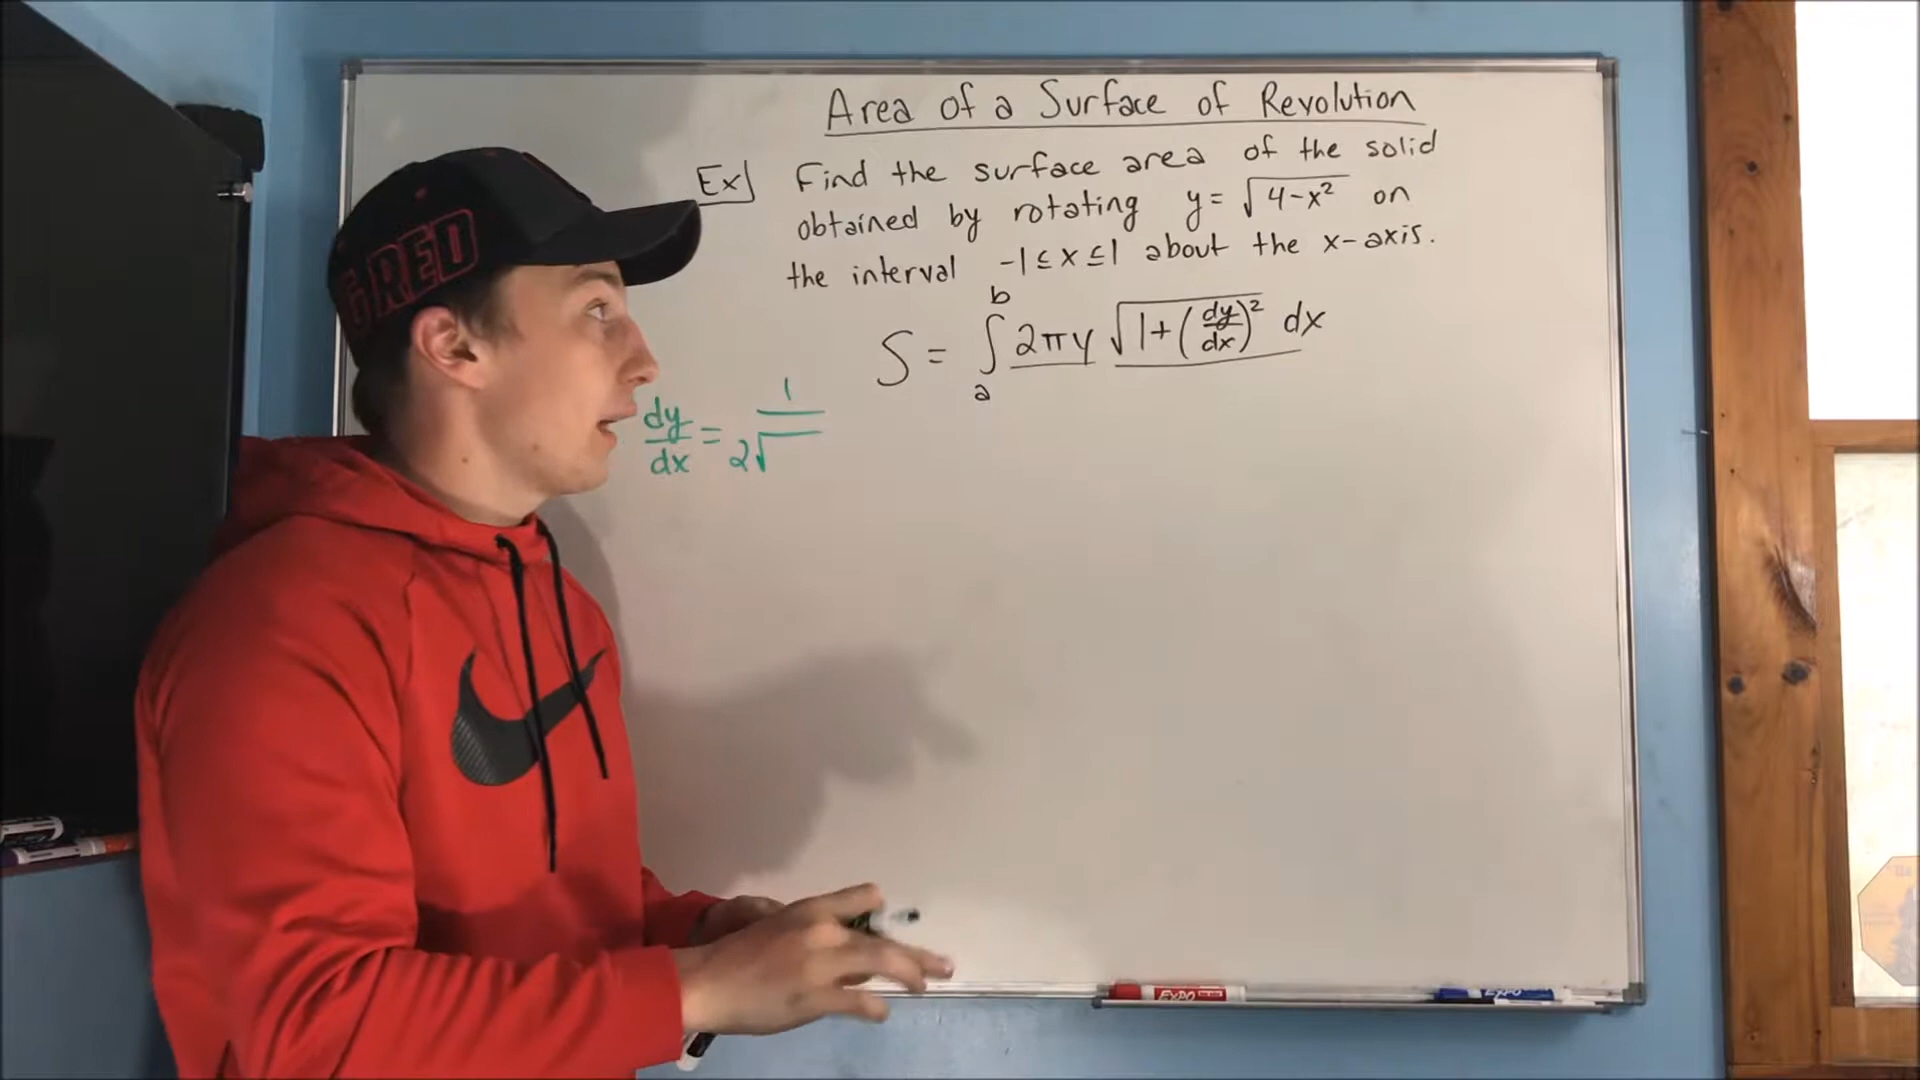 Area of a Surface of Revolution
Ex] Find the surface area of the solid
obtained by rotating y = √(4-x²) on
the interval -1 ≤ x ≤ 1 about the x-axis.
S = ∫ₐᵇ 2πy √(1+(dy/dx)²) dx
dy/dx = 1/(2√ )
G RED
EXPO
EXPO